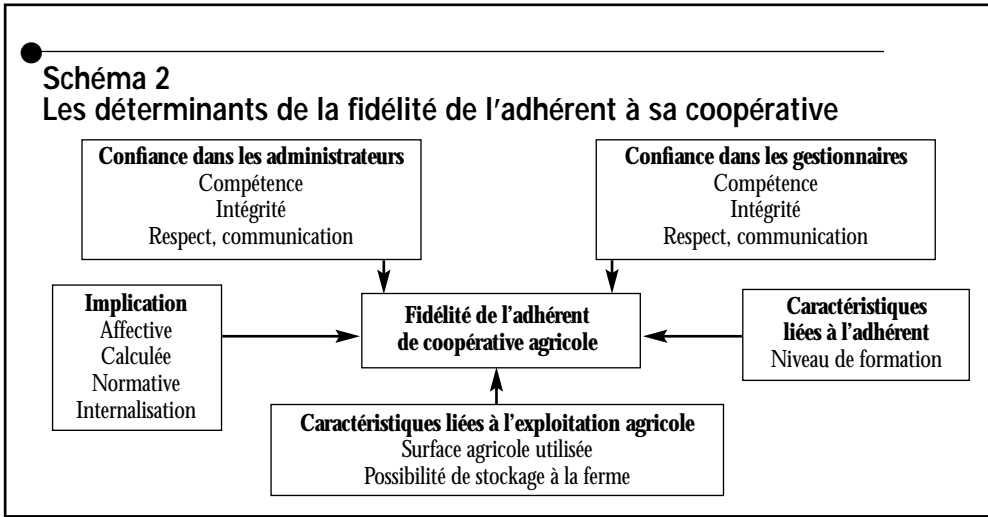 Schéma 2
Les déterminants de la fidélité de l'adhérent à sa coopérative
Confiance dans les administrateurs
Compétence
Intégrité
Respect, communication
Confiance dans les gestionnaires
Compétence
Intégrité
Respect, communication
Implication
Affective
Calculée
Normative
Internalisation
Fidélité de l'adhérent
de coopérative agricole
Caractéristiques
liées à l'adhérent
Niveau de formation
Caractéristiques liées à l'exploitation agricole
Surface agricole utilisée
Possibilité de stockage à la ferme